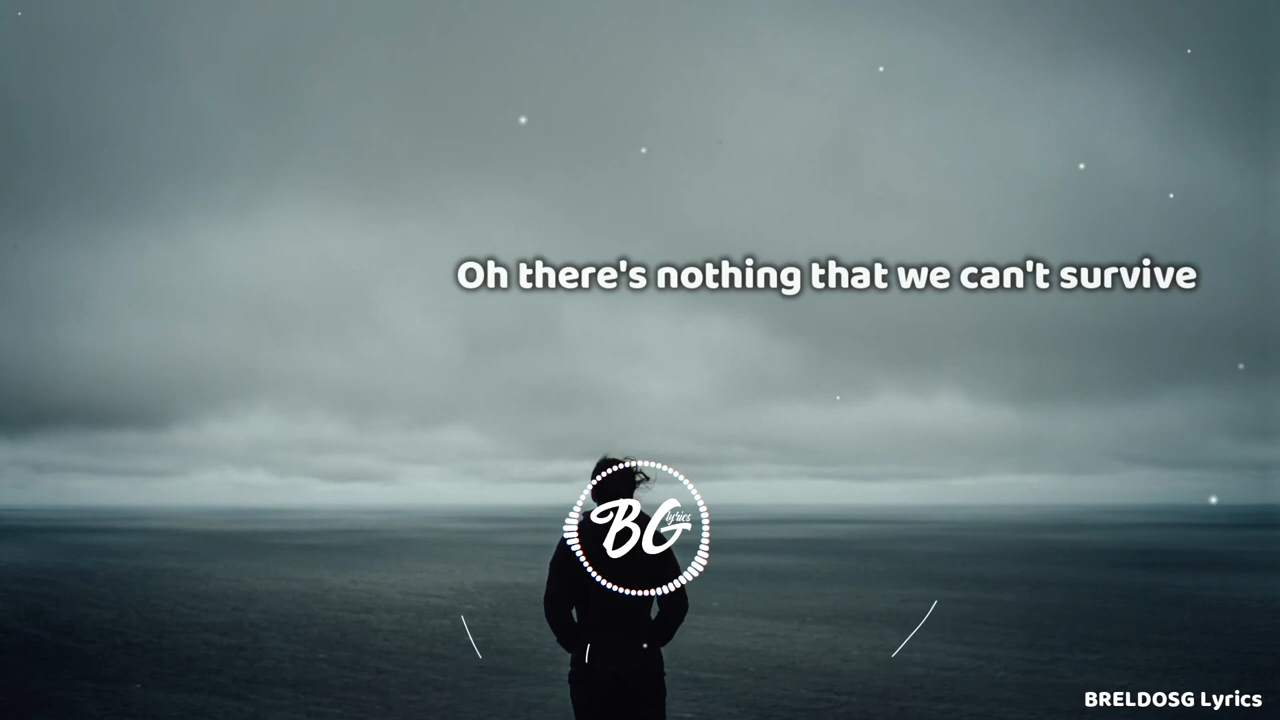 Oh there's nothing that we can't survive
BG
lyrics
BRELDOSG Lyrics